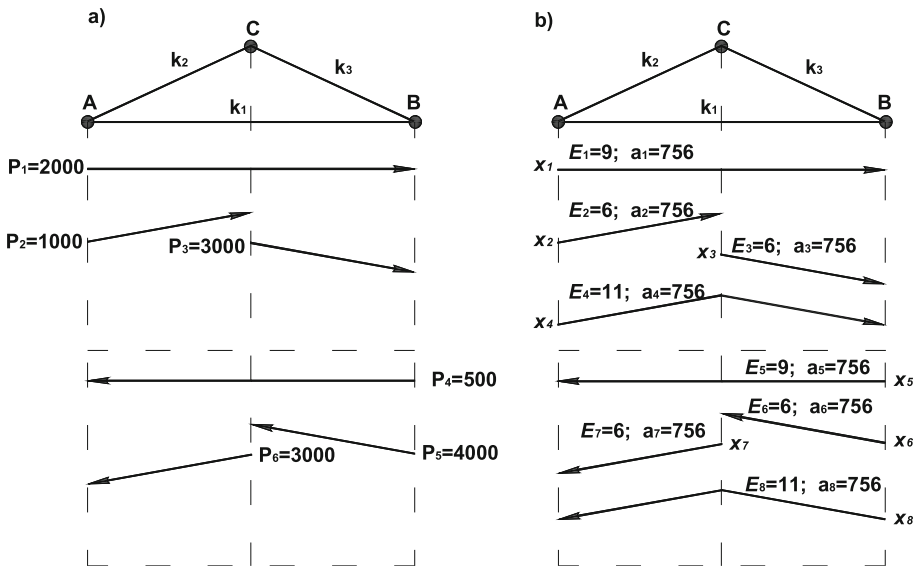 a)
C
k2
k3
A
B
k1
P1=2000
P2=1000
P3=3000
P4=500
P5=4000
P6=3000
b)
C
k2
k3
A
B
k1
x1
E1=9; a1=756
E2=6; a2=756
x2
x3
E3=6; a3=756
E4=11; a4=756
x4
E5=9; a5=756
x5
E6=6; a6=756
E7=6; a7=756
x7
x6
E8=11; a8=756
x8